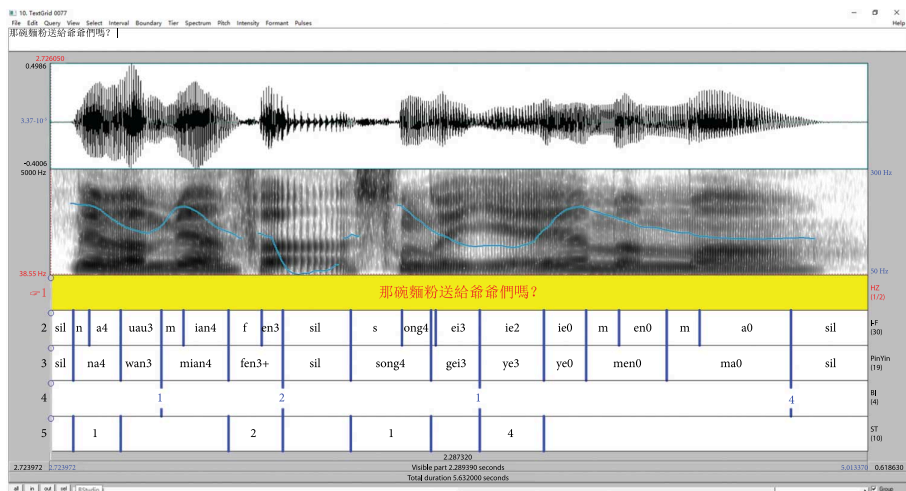 10. TextGrid 0077
File Edit Query View Select Interval Boundary Tier Spectrum Pitch Intensity Formant Pulses Help
那碗麵粉送給爺爺們嗎？
2.726050
0.4986
3.37·10⁻⁵
-0.4006
5000 Hz 300 Hz
38.55 Hz 50 Hz
☞1 那碗麵粉送給爺爺們嗎？ HZ (1/2)
2 sil n a4 uau3 m ian4 f en3 sil s ong4 ei3 ie2 ie0 m en0 m a0 sil I-F (30)
3 sil na4 wan3 mian4 fen3+ sil song4 gei3 ye3 ye0 men0 ma0 sil PinYin (19)
4 1 2 1 4 BI (4)
5 1 2 1 4 ST (10)
2.287320
2.723972 2.723972 Visible part 2.289390 seconds 5.013370 0.618630
Total duration 5.632000 seconds
all in out sel Group